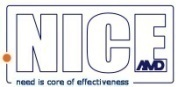 NICE
AMD
need is core of effectiveness